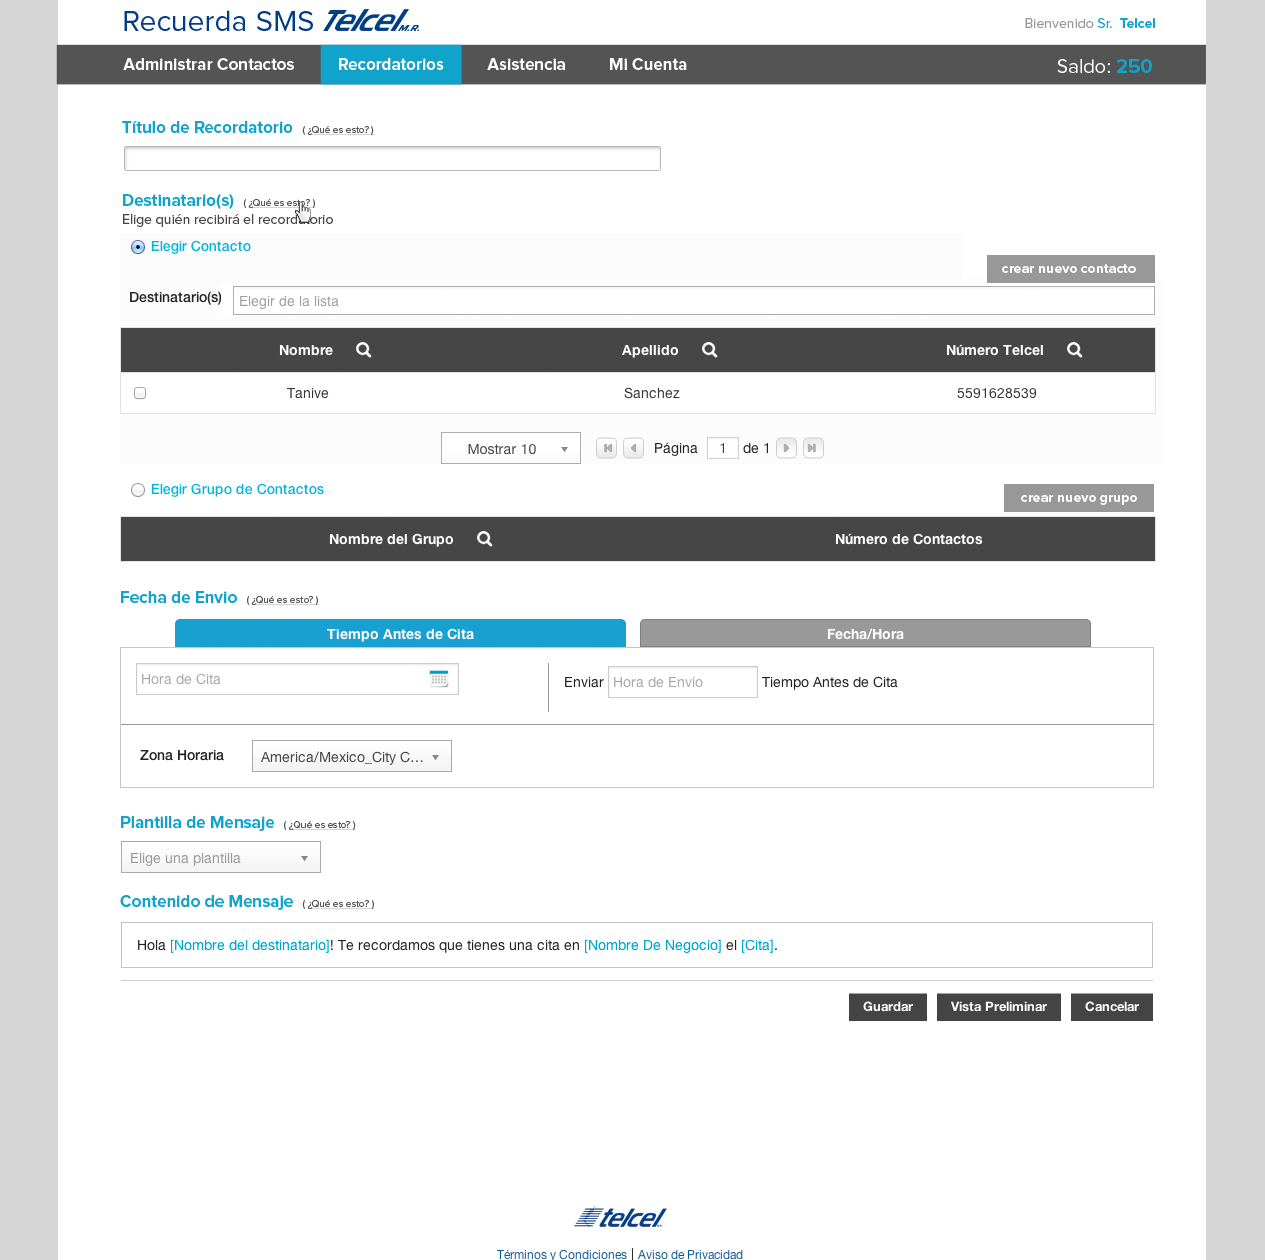 Recuerda SMS Telcel M.R.
Bienvenido Sr. Telcel
Administrar Contactos Recordatorios Asistencia Mi Cuenta Saldo: 250
Título de Recordatorio ( ¿Qué es esto? )
Destinatario(s) ( ¿Qué es esto? )
Elige quién recibirá el recordatorio
Elegir Contacto
crear nuevo contacto
Destinatario(s) Elegir de la lista
Nombre Apellido Número Telcel
Tanive Sanchez 5591628539
Mostrar 10 Página 1 de 1
Elegir Grupo de Contactos
crear nuevo grupo
Nombre del Grupo Número de Contactos
Fecha de Envio ( ¿Qué es esto? )
Tiempo Antes de Cita Fecha/Hora
Hora de Cita Enviar Hora de Envío Tiempo Antes de Cita
Zona Horaria America/Mexico_City C...
Plantilla de Mensaje ( ¿Qué es esto? )
Elige una plantilla
Contenido de Mensaje ( ¿Qué es esto? )
Hola [Nombre del destinatario]! Te recordamos que tienes una cita en [Nombre De Negocio] el [Cita].
Guardar Vista Preliminar Cancelar
telcel
Términos y Condiciones | Aviso de Privacidad